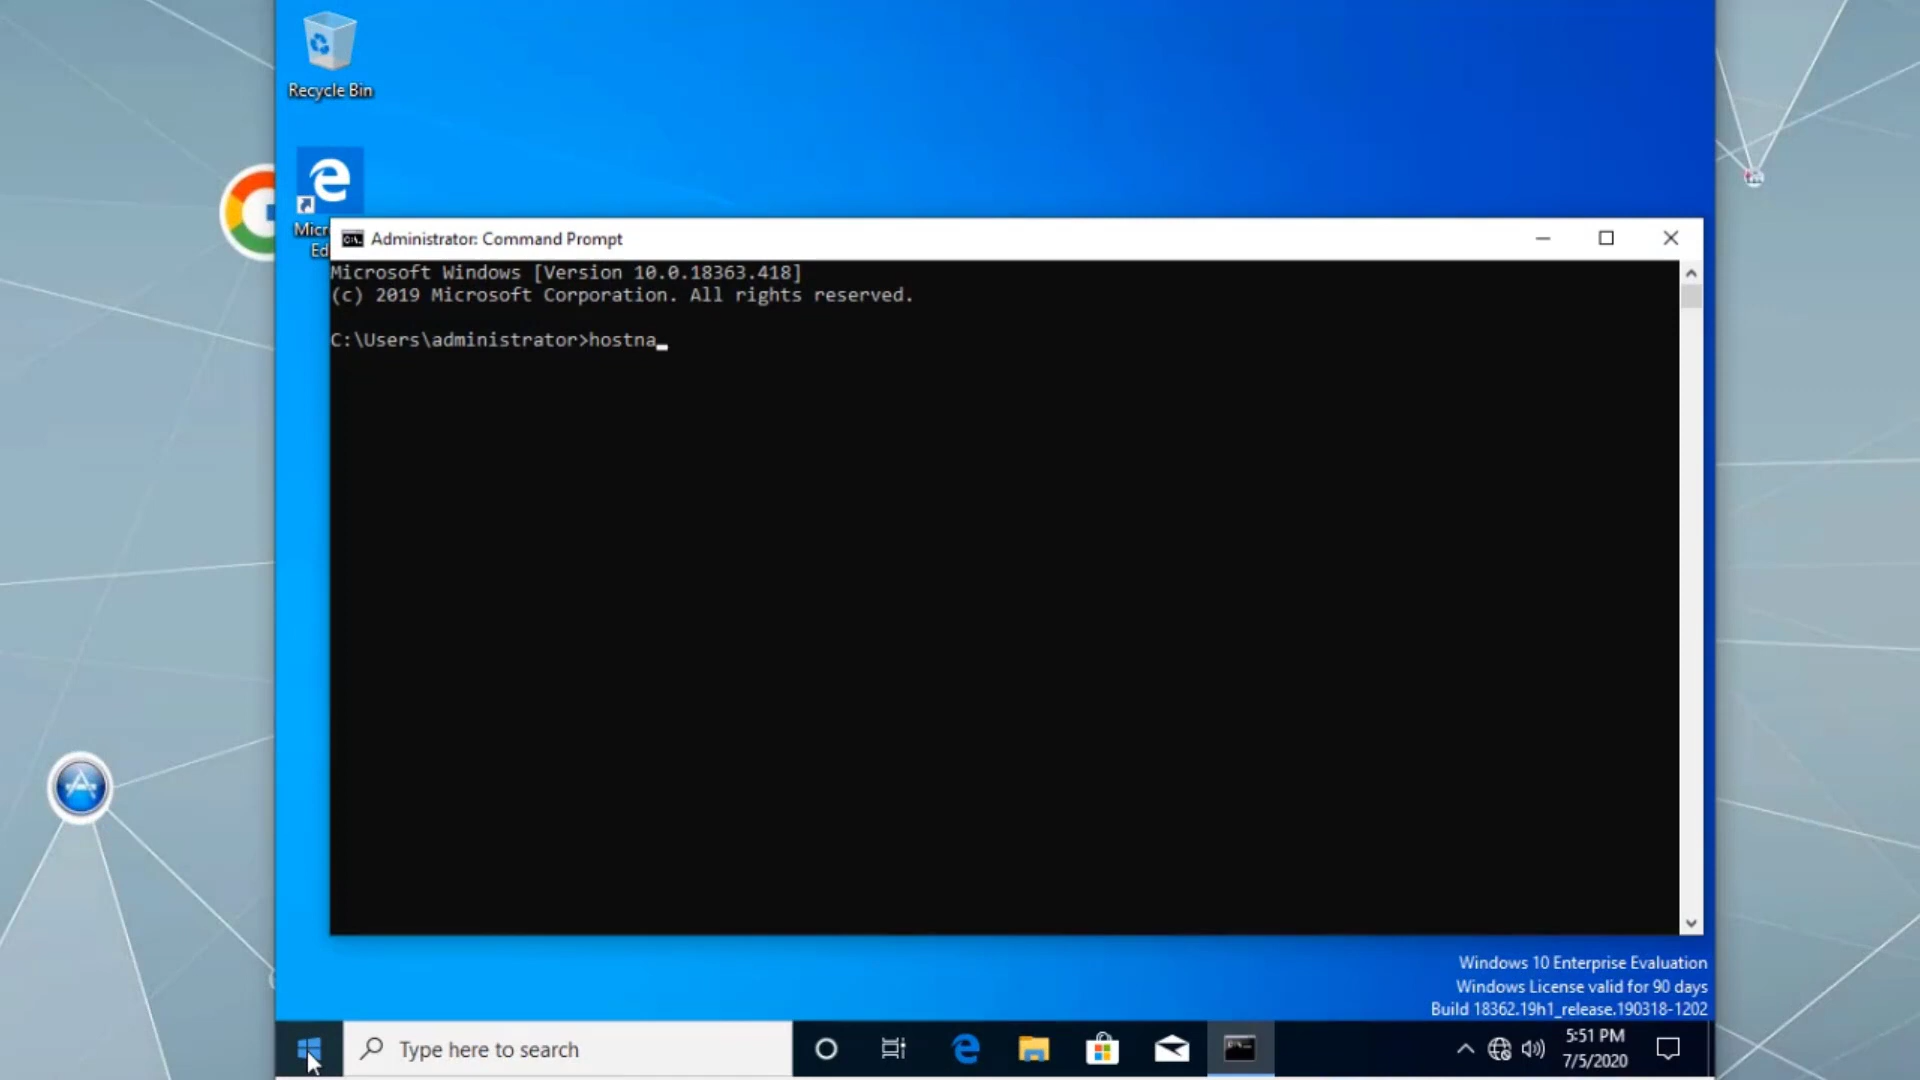 Recycle Bin
Micr
Ed
Administrator: Command Prompt
Microsoft Windows [Version 10.0.18363.418]
(c) 2019 Microsoft Corporation. All rights reserved.
C:\Users\administrator>hostna
Windows 10 Enterprise Evaluation
Windows License valid for 90 days
Build 18362.19h1_release.190318-1202
Type here to search
5:51 PM
7/5/2020